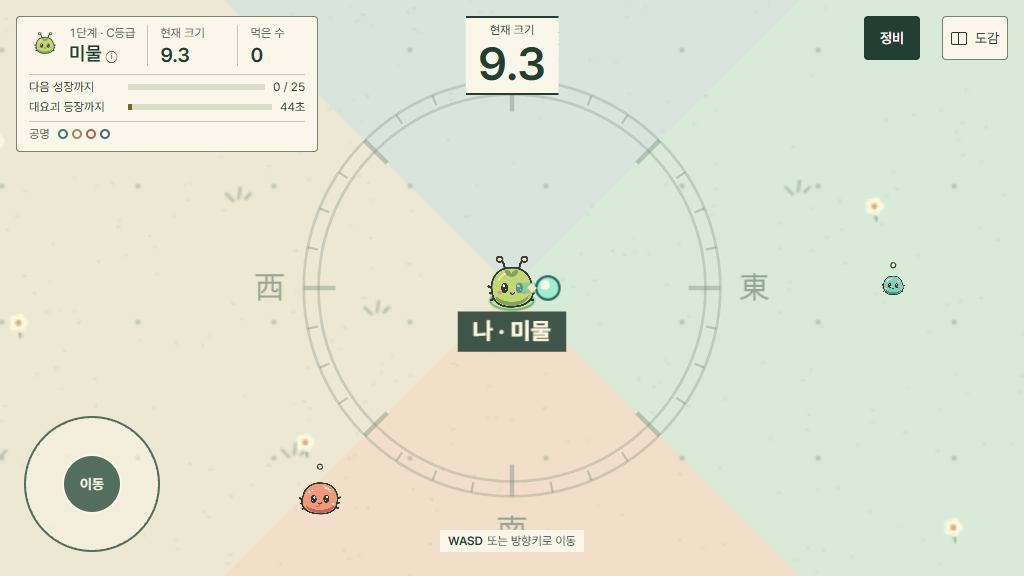 1단계 · C등급
미물 ⓘ
현재 크기
9.3
먹은 수
0
다음 성장까지
0 / 25
대요괴 등장까지
44초
공명
현재 크기
9.3
정비
도감
西
東
나 · 미물
이동
南
WASD 또는 방향키로 이동